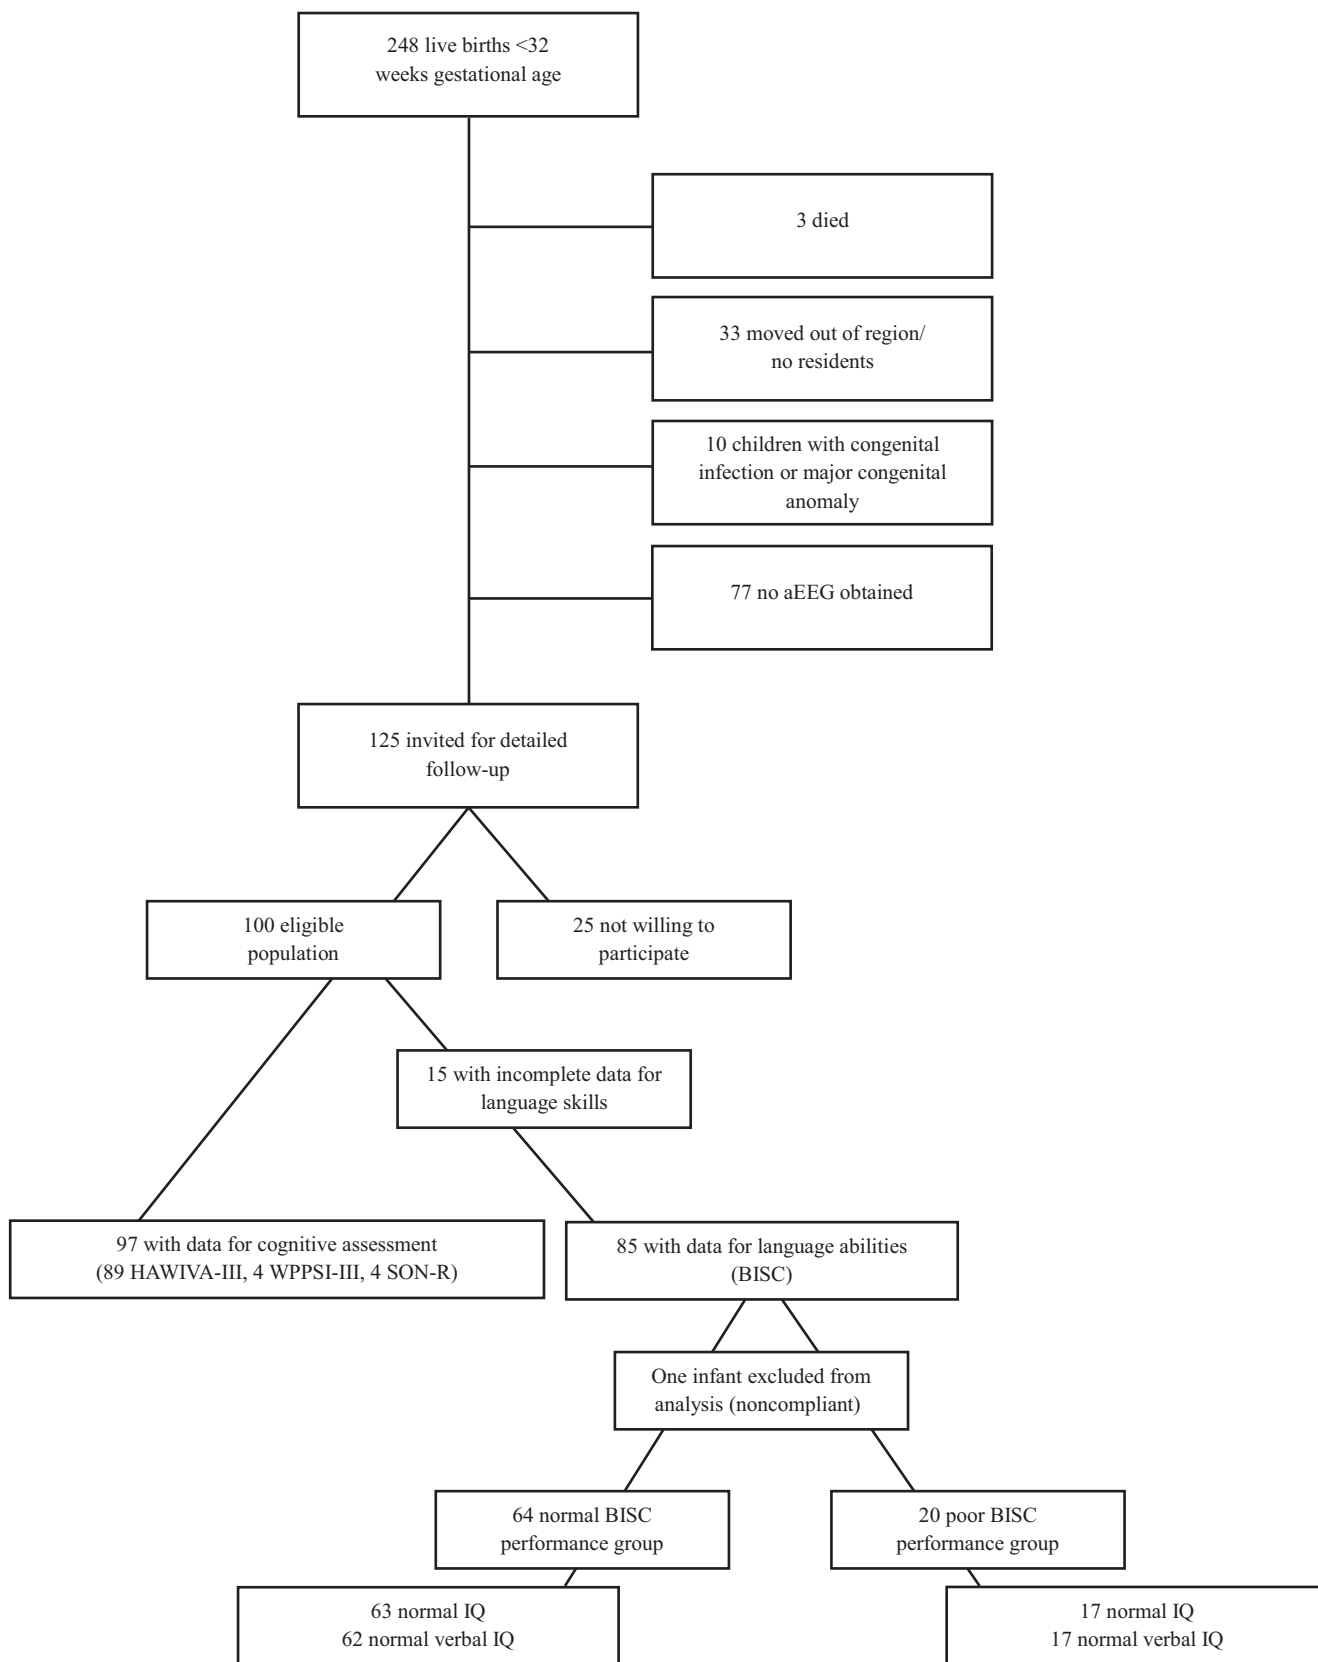 248 live births <32
weeks gestational age
3 died
33 moved out of region/
no residents
10 children with congenital
infection or major congenital
anomaly
77 no aEEG obtained
125 invited for detailed
follow-up
100 eligible
population
25 not willing to
participate
15 with incomplete data for
language skills
97 with data for cognitive assessment
(89 HAWIVA-III, 4 WPPSI-III, 4 SON-R)
85 with data for language abilities
(BISC)
One infant excluded from
analysis (noncompliant)
64 normal BISC
performance group
20 poor BISC
performance group
63 normal IQ
62 normal verbal IQ
17 normal IQ
17 normal verbal IQ